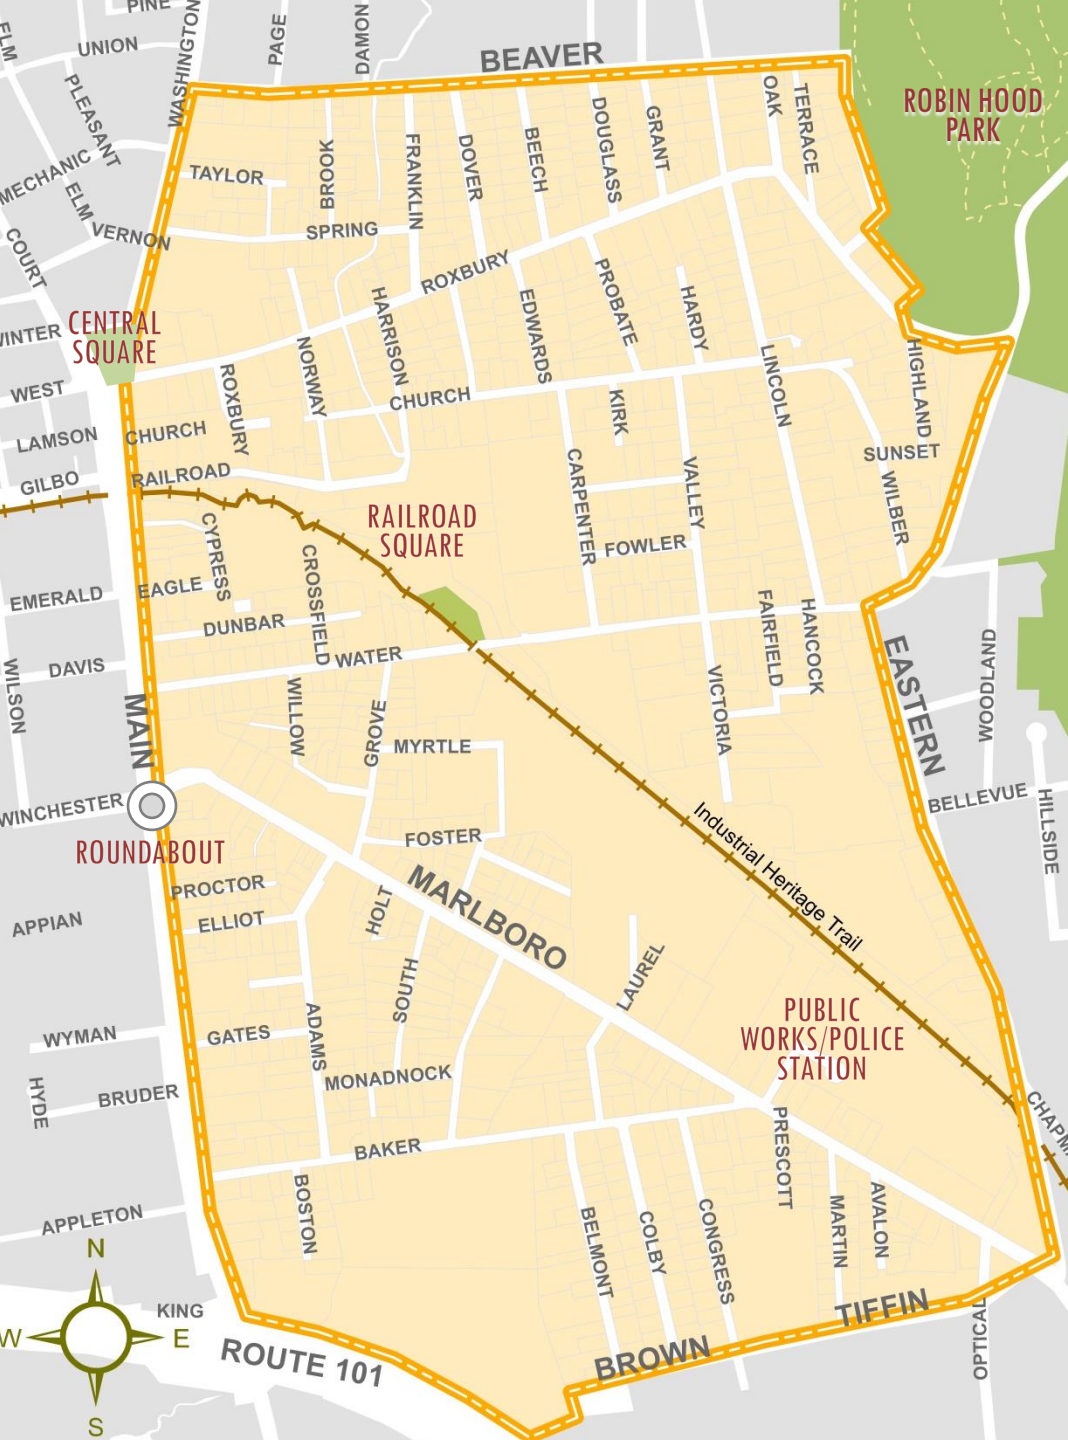 PINE
ELM
UNION
WASHINGTON
PAGE
DAMON
BEAVER
PLEASANT
MECHANIC
ELM
VERNON
COURT
TAYLOR
BROOK
SPRING
FRANKLIN
DOVER
BEECH
DOUGLASS
GRANT
OAK
TERRACE
ROBIN HOOD
PARK
ROXBURY
PROBATE
HARDY
EDWARDS
HARRISON
NORWAY
CENTRAL
SQUARE
WINTER
WEST
LAMSON
GILBO
CHURCH
ROXBURY
RAILROAD
CHURCH
KIRK
LINCOLN
HIGHLAND
SUNSET
WILBER
VALLEY
CARPENTER
FOWLER
RAILROAD
SQUARE
CYPRESS
CROSSFIELD
EAGLE
EMERALD
DUNBAR
DAVIS
WATER
FAIRFIELD
HANCOCK
VICTORIA
EASTERN
WOODLAND
WILSON
MAIN
WILLOW
GROVE
MYRTLE
WINCHESTER
ROUNDABOUT
FOSTER
BELLEVUE
HILLSIDE
Industrial Heritage Trail
PROCTOR
ELLIOT
APPIAN
HOLT
MARLBORO
SOUTH
LAUREL
PUBLIC
WORKS/POLICE
STATION
WYMAN
GATES
ADAMS
MONADNOCK
HYDE
BRUDER
BAKER
PRESCOTT
APPLETON
BOSTON
BELMONT
COLBY
CONGRESS
MARTIN
AVALON
N
W
E
S
KING
ROUTE 101
BROWN
TIFFIN
OPTICAL